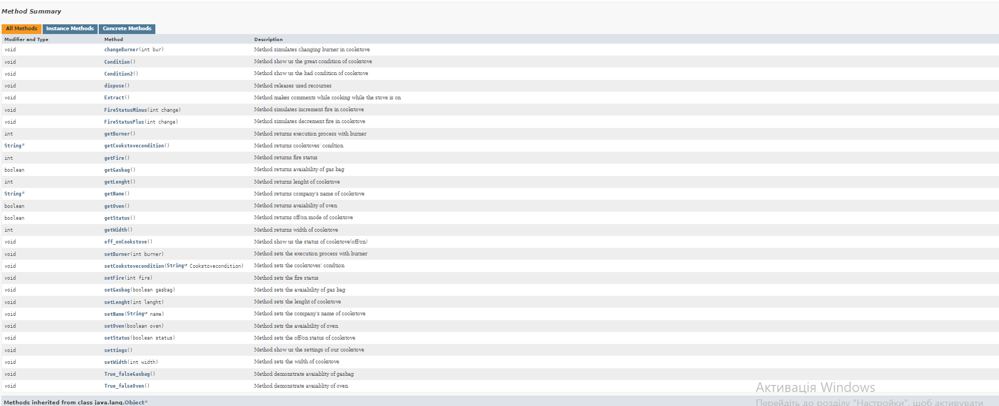 Method Summary
All Methods Instance Methods Concrete Methods
Modifier and Type Method Description
void changeBurner(int bur) Method simulates changing burner in cookstove
void Condition() Method show us the great condition of cookstove
void Condition2() Method show us the bad condition of cookstove
void dispose() Method releases used recourses
void Extract() Method makes comments while cooking while the stove is on
void FireStatusMinus(int change) Method simulates increment fire in cookstove
void FireStatusPlus(int change) Method simulates decrement fire in cookstove
int getBurner() Method returns execution process with burner
String getCookstovecondition() Method returns cookstoves' condtion
int getFire() Method returns fire status
boolean getGasbag() Method returns avaiability of gas bag
int getLenght() Method returns lenght of cookstove
String getName() Method returns company's name of cookstove
boolean getOven() Method returns avaiability of oven
boolean getStatus() Method returns off/on mode of cookstove
int getWidth() Method returns width of cookstove
void off_onCookstove() Method show us the status of cookstove(off/on)
void setBurner(int burner) Method sets the execution process with burner
void setCookstovecondition(String Cookstovecondition) Method sets the cookstoves' condtion
void setFire(int fire) Method sets the fire status
void setGasbag(boolean gasbag) Method sets the avaiability of gas bag
void setLenght(int lenght) Method sets the lenght of cookstove
void setName(String name) Method sets the company's name of cookstove
void setOven(boolean oven) Method sets the avaiability of oven
void setStatus(boolean status) Method sets the off/on status of cookstove
void settings() Method show us the settings of our cookstove
void setWidth(int width) Method sets the width of cookstove
void True_falseGasbag() Method demonstrate avaiablity of gasbag
void True_falseOven() Method demonstrate avaiablity of oven
Активація Windows
Methods inherited from class java.lang.Object
Перейдіть до розділу "Настройки", щоб активувати